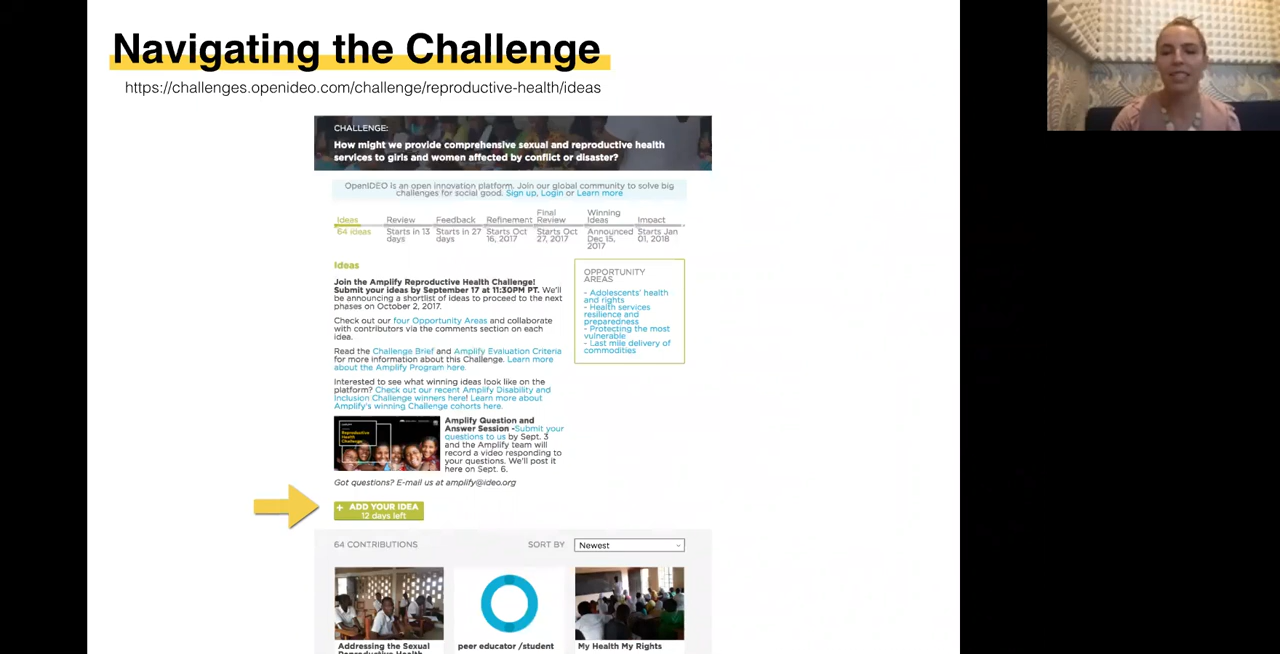 Navigating the Challenge
https://challenges.openideo.com/challenge/reproductive-health/ideas
CHALLENGE:
How might we provide comprehensive sexual and reproductive health
services to girls and women affected by conflict or disaster?
OpenIDEO is an open innovation platform. Join our global community to solve big
challenges for social good. Sign up, Login or Learn more
Ideas
64 ideas
Review
Starts in 13
days
Feedback
Starts in 27
days
Refinement
Starts Oct
16, 2017
Final
Review
Starts Oct
27, 2017
Winning
Ideas
Announced
Dec 15,
2017
Impact
Starts Jan
01, 2018
Ideas
Join the Amplify Reproductive Health Challenge!
Submit your ideas by September 17 at 11:30PM PT. We'll
be announcing a shortlist of ideas to proceed to the next
phases on October 2, 2017.
Check out our four Opportunity Areas and collaborate
with contributors via the comments section on each
idea.
Read the Challenge Brief and Amplify Evaluation Criteria
for more information about this Challenge. Learn more
about the Amplify Program here.
Interested to see what winning ideas look like on the
platform? Check out our recent Amplify Disability and
Inclusion Challenge winners here! Learn more about
Amplify's winning Challenge cohorts here.
Reproductive
Health
Challenge
Amplify Question and
Answer Session -Submit your
questions to us by Sept. 3
and the Amplify team will
record a video responding to
your questions. We'll post it
here on Sept. 6.
Got questions? E-mail us at amplify@ideo.org
OPPORTUNITY
AREAS
- Adolescents' health
and rights
- Health services
resilience and
preparedness
- Protecting the most
vulnerable
- Last mile delivery of
commodities
+ ADD YOUR IDEA
12 days left
64 CONTRIBUTIONS
SORT BY
Newest
Addressing the Sexual
Reproductive Health
peer educator /student
My Health My Rights